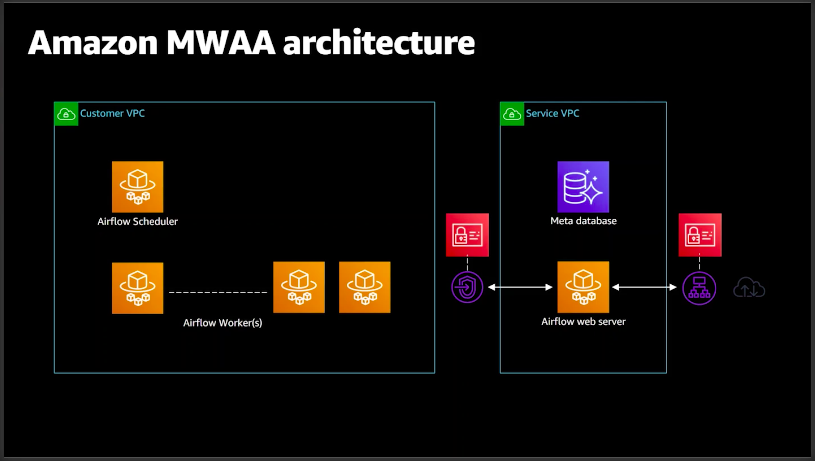 Amazon MWAA architecture
Customer VPC
Service VPC
Airflow Scheduler
Meta database
Airflow Worker(s)
Airflow web server